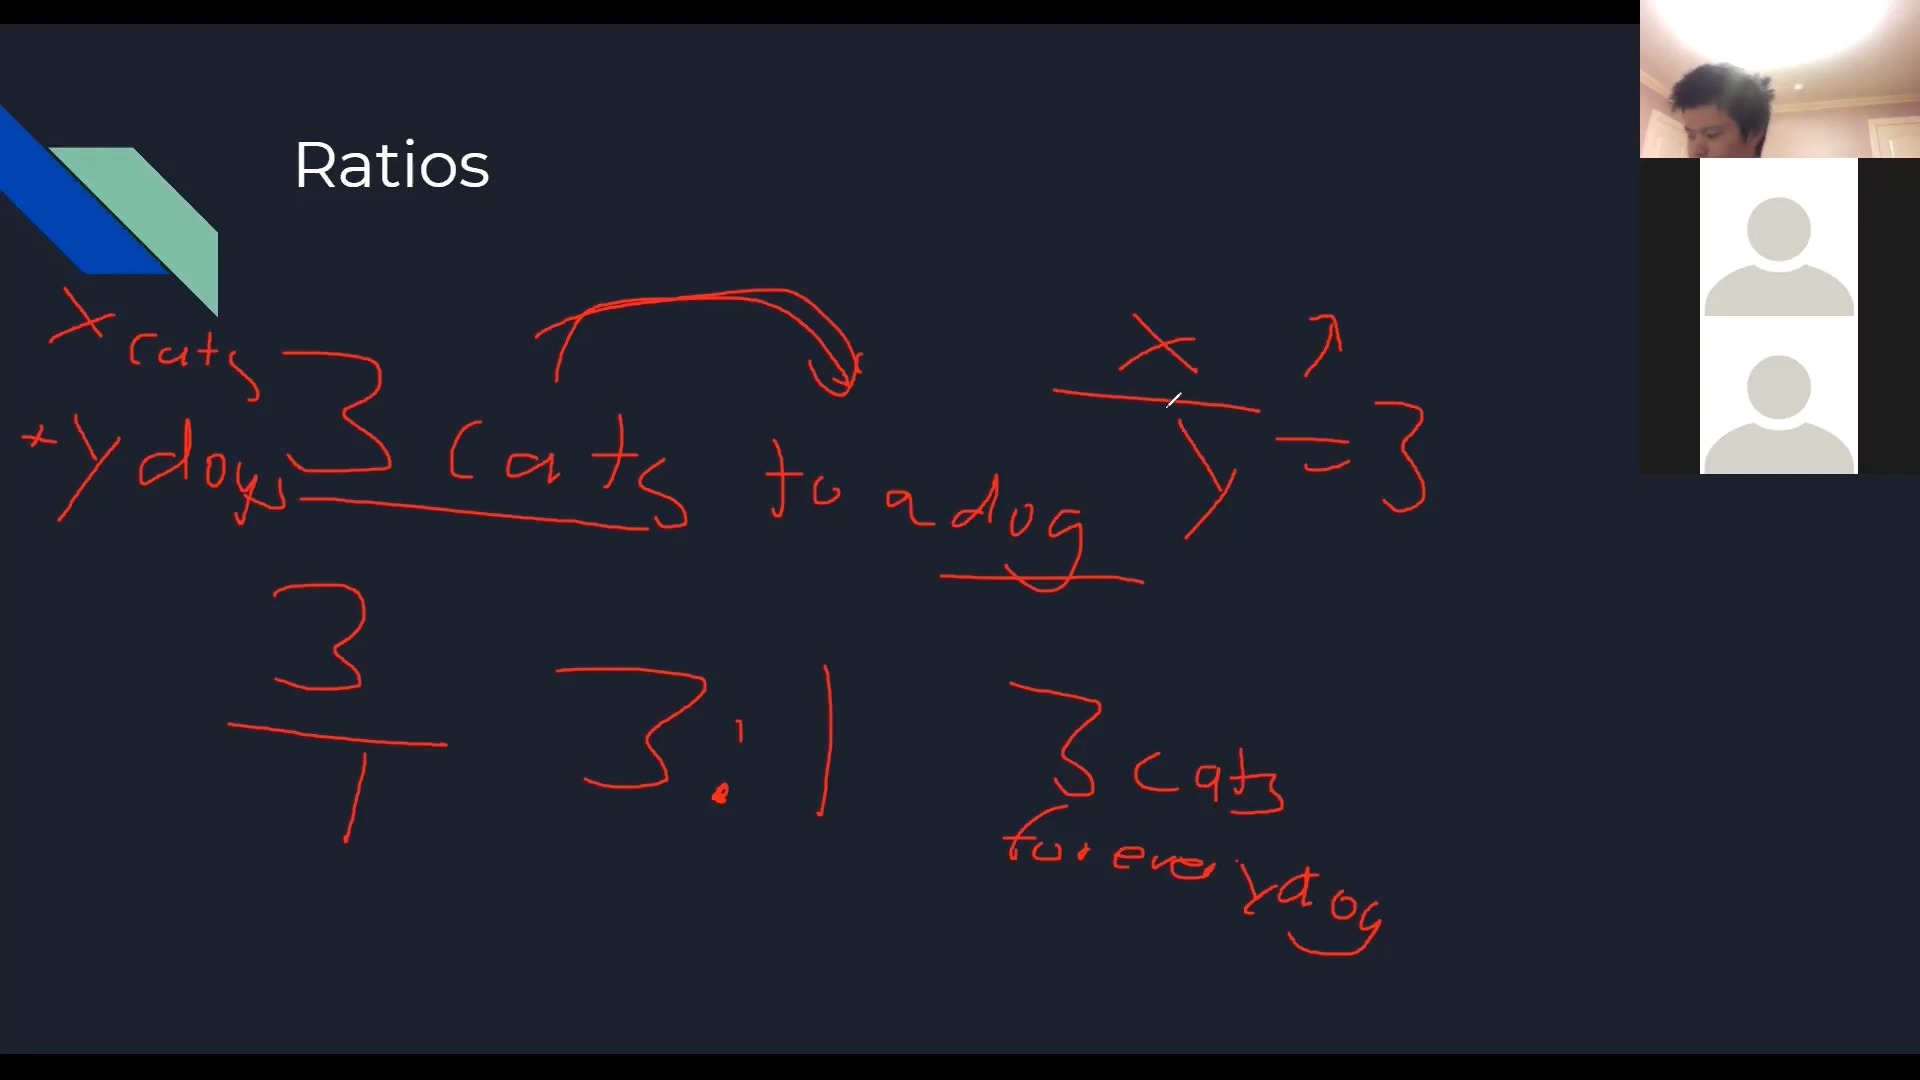 Ratios
x cats
+ y dogs
3 cats to a dog
x/y = 3
3/1
3:1
3 cats
for every dog